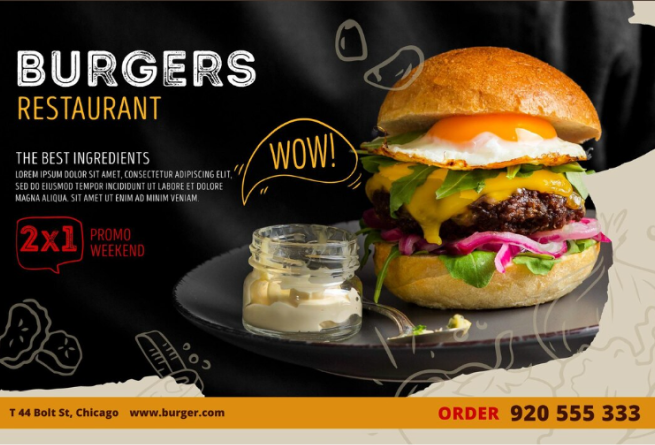 BURGERS
RESTAURANT
WOW!
THE BEST INGREDIENTS
LOREM IPSUM DOLOR SIT AMET, CONSECTETUR ADIPISCING ELIT,
SED DO EIUSMOD TEMPOR INCIDIDUNT UT LABORE ET DOLORE
MAGNA ALIQUA. SIT AMET UT ENIM AD MINIM VENIAM.
2x1 PROMO
WEEKEND
T 44 Bolt St, Chicago www.burger.com
ORDER 920 555 333